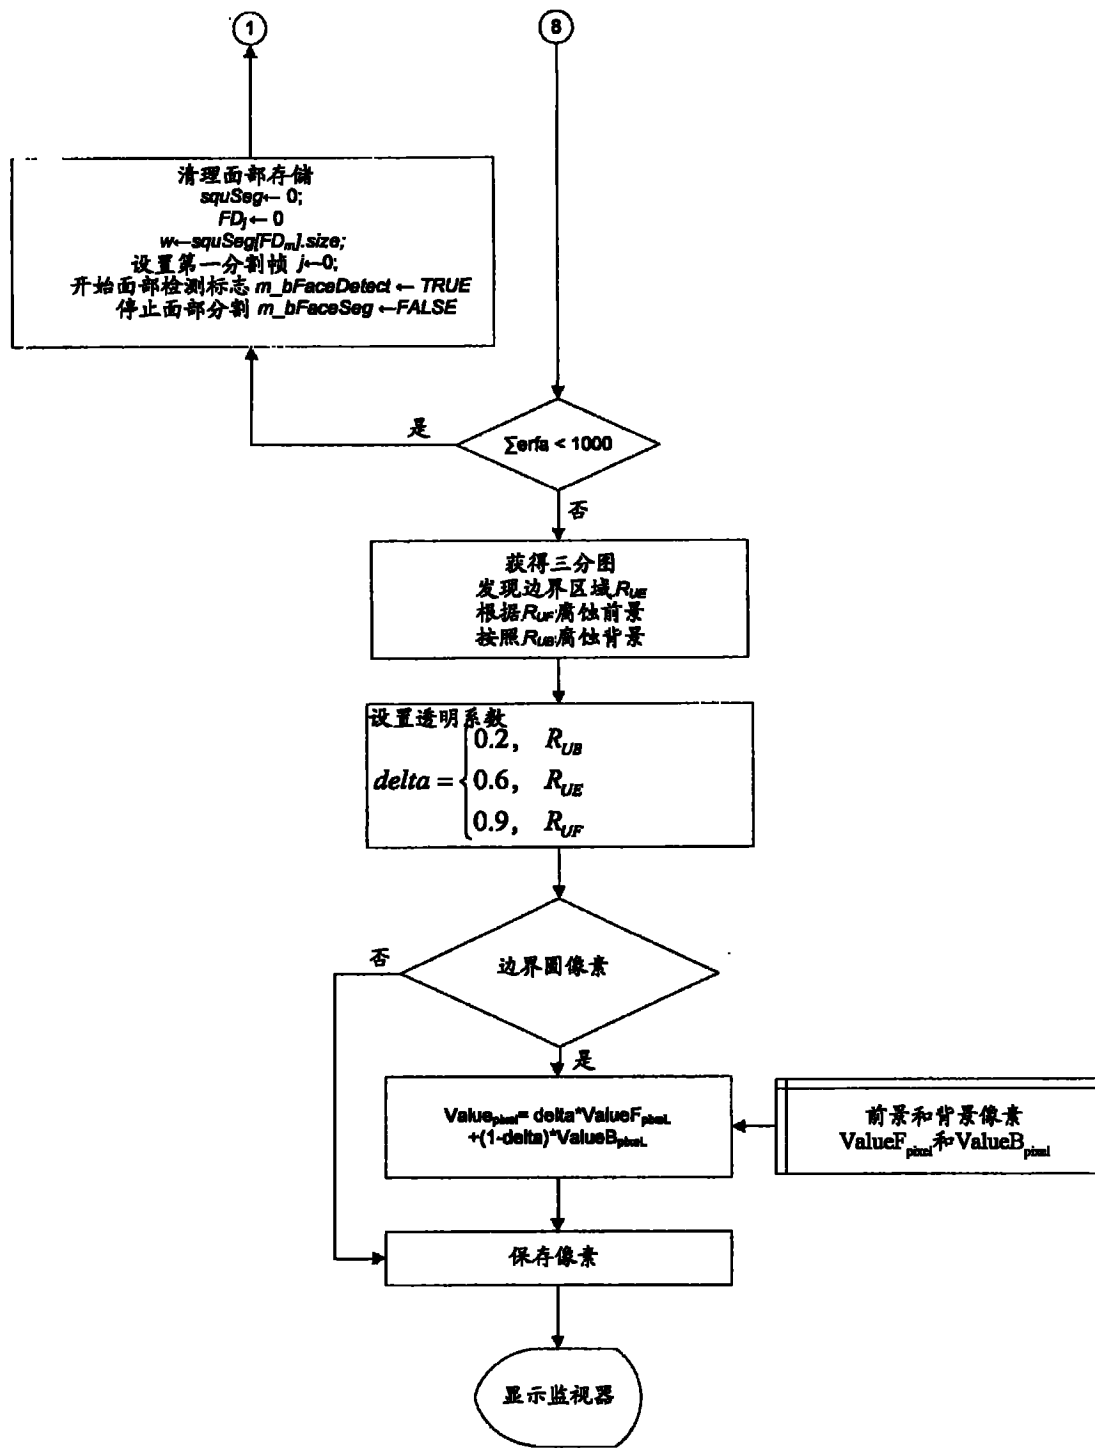 1
8
清理面部存储
squSeg← 0;
FDj ← 0
w←squSeg[FDm].size;
设置第一分割帧 j←0;
开始面部检测标志 m_bFaceDetect ← TRUE
停止面部分割 m_bFaceSeg ←FALSE
是
∑erfa < 1000
否
获得三分图
发现边界区域RUE
根据RUF腐蚀前景
按照RUB腐蚀背景
设置透明系数
delta = {0.2, RUB
0.6, RUE
0.9, RUF
否
边界图像素
是
Valuepixel= delta*ValueFpixel
+(1-delta)*ValueBpixel
前景和背景像素
ValueFpixel和ValueBpixel
保存像素
显示监视器